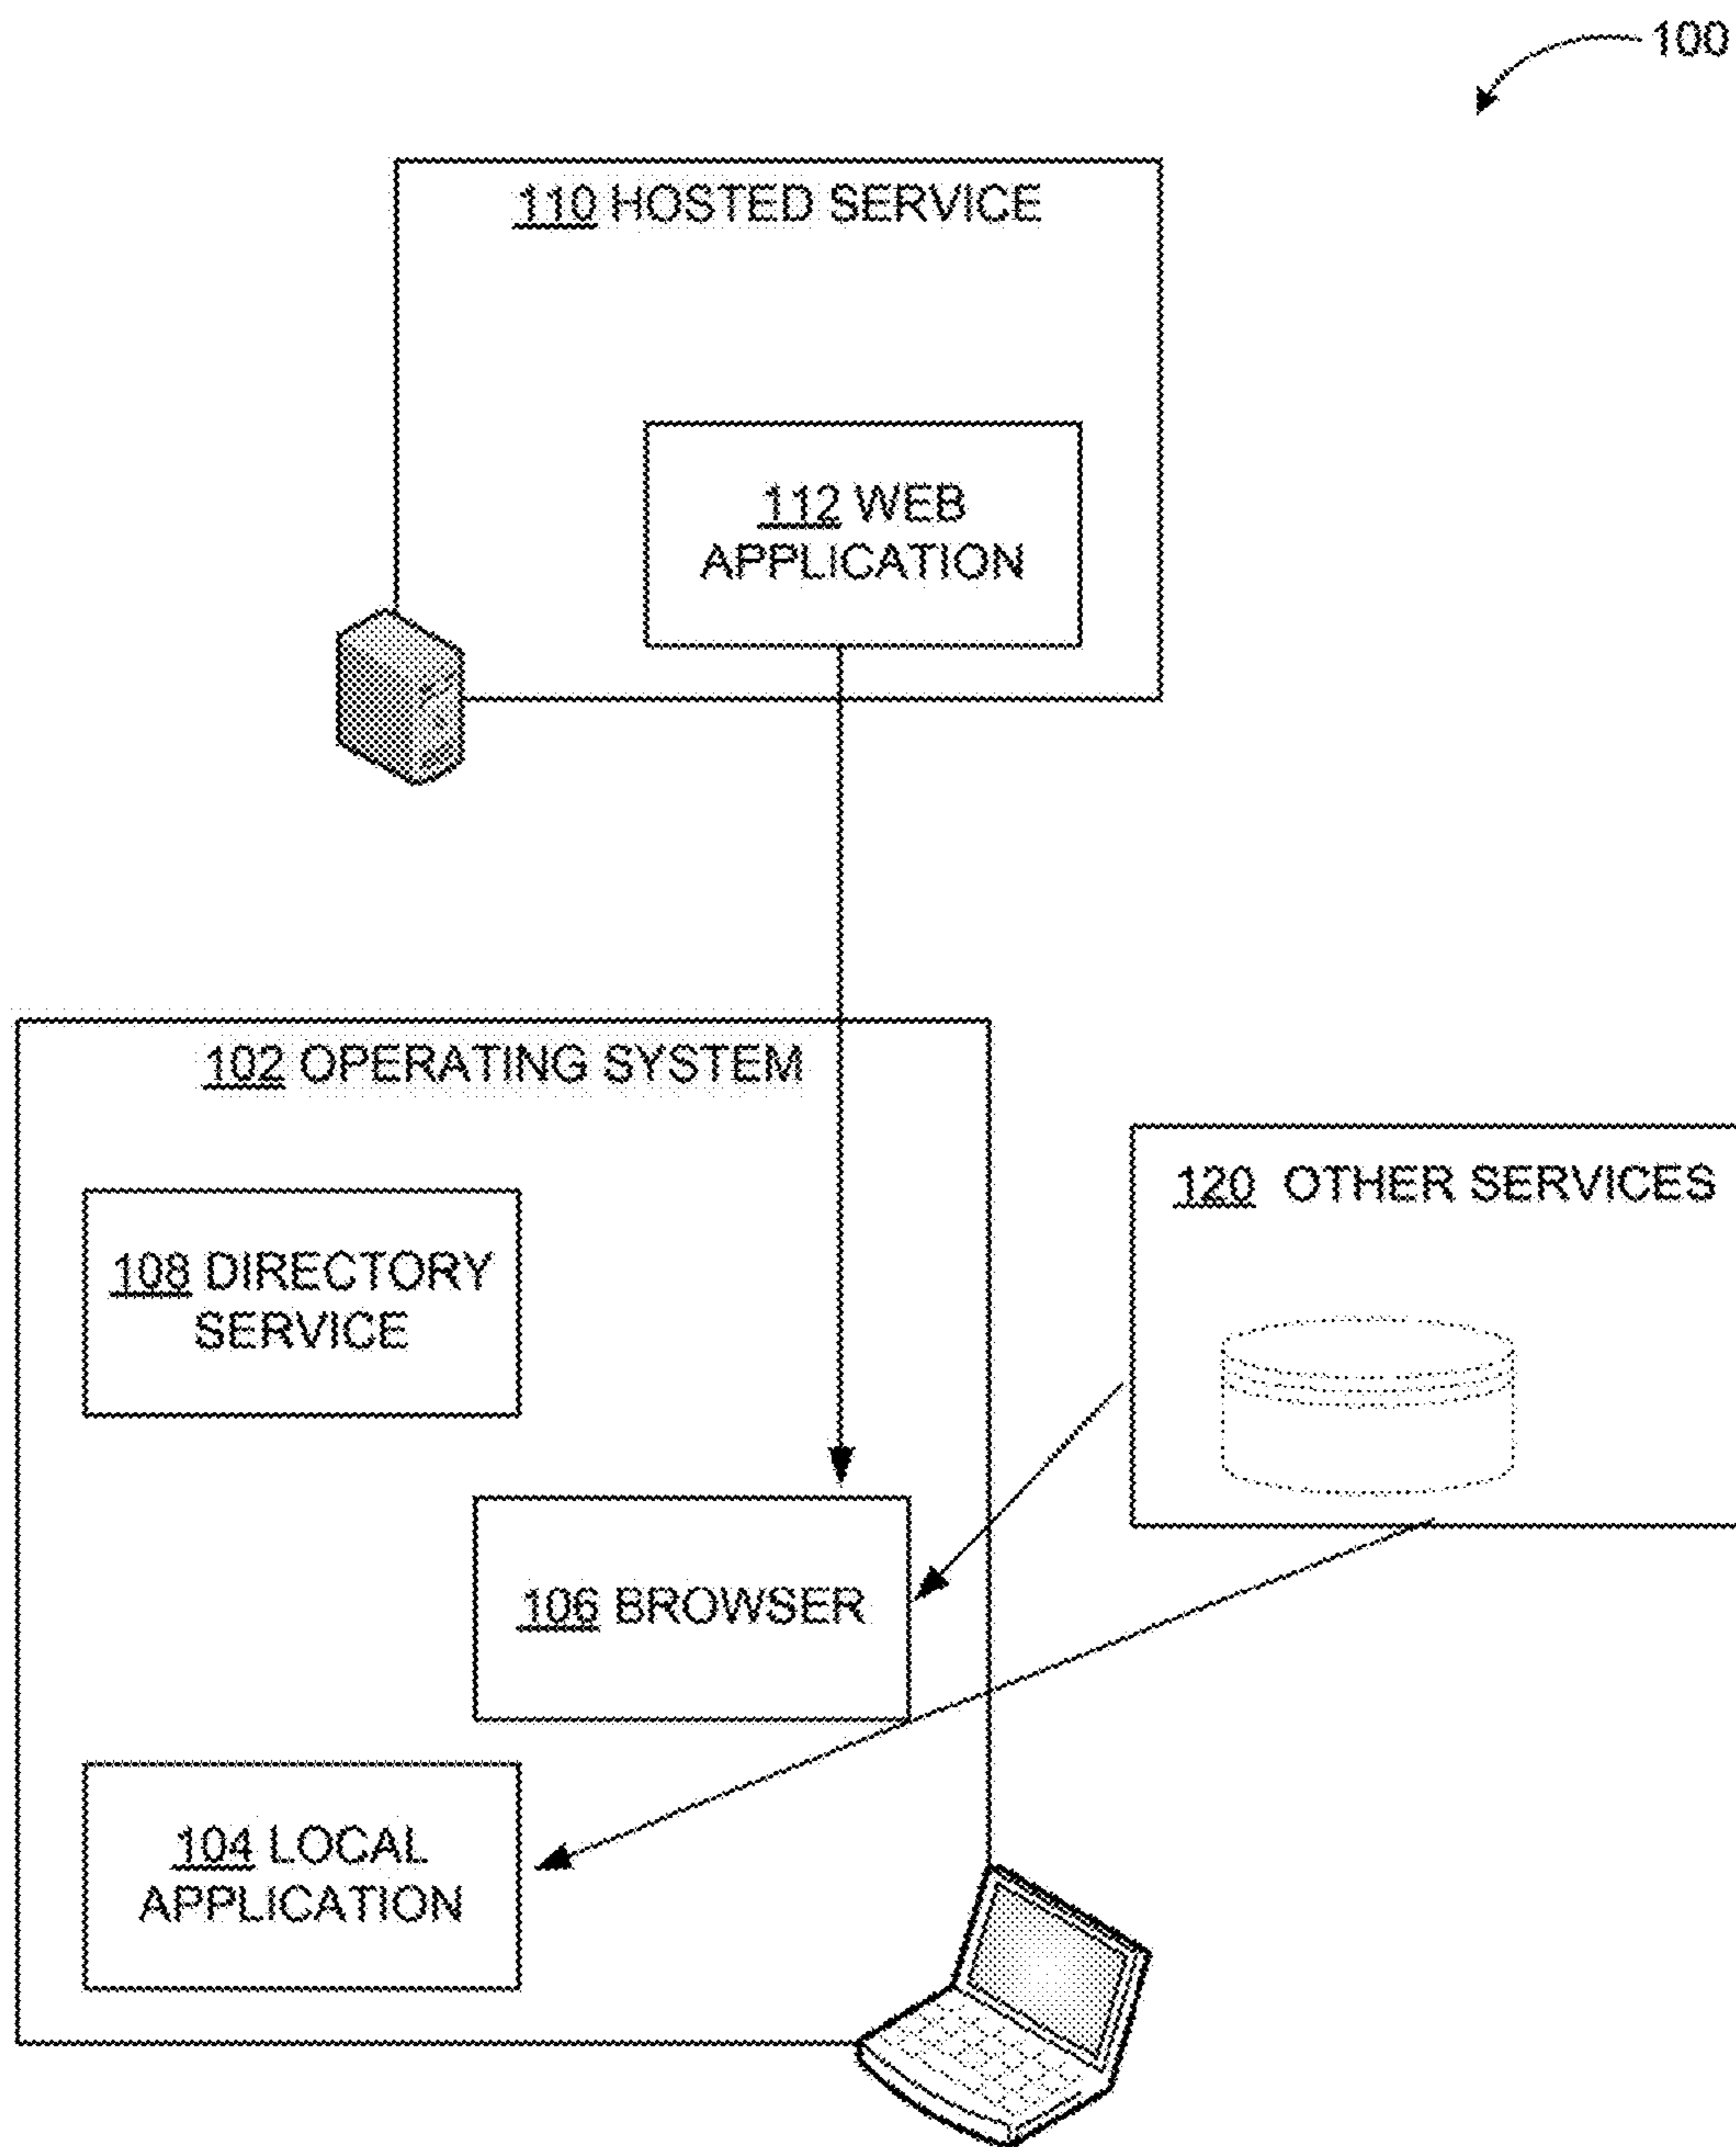 100
110 HOSTED SERVICE
112 WEB
APPLICATION
102 OPERATING SYSTEM
120 OTHER SERVICES
108 DIRECTORY
SERVICE
106 BROWSER
104 LOCAL
APPLICATION